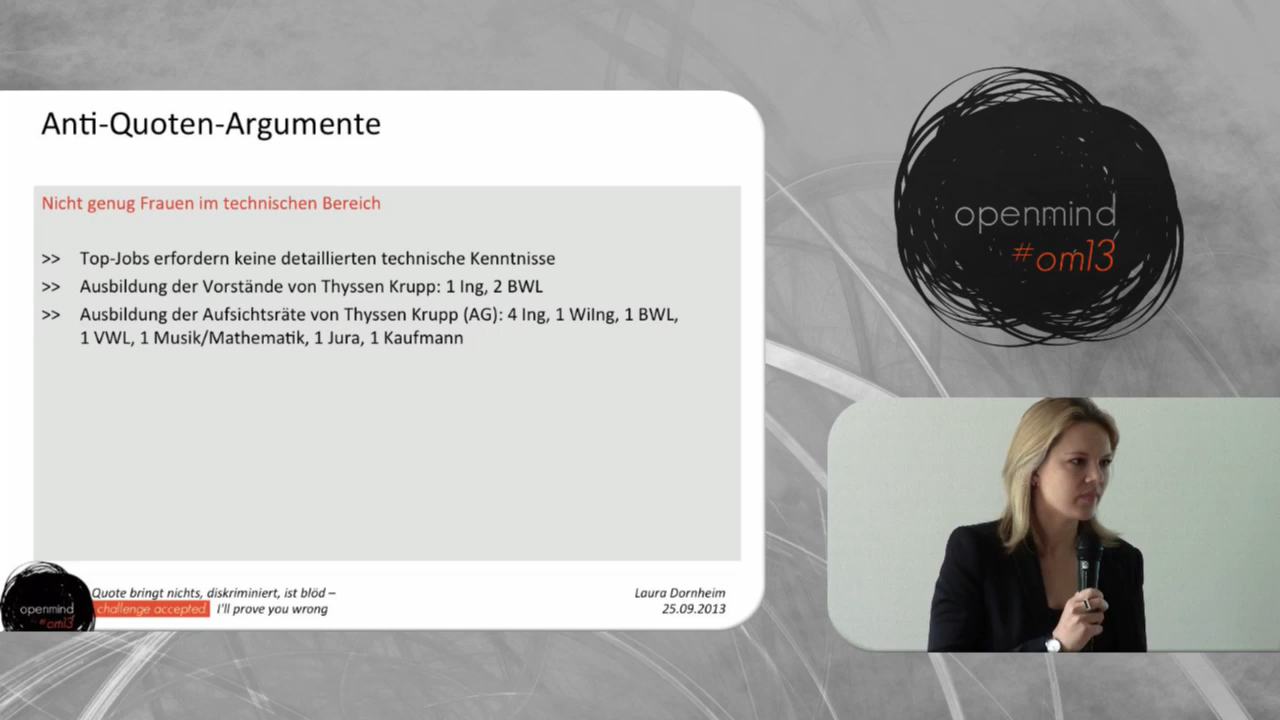 Anti-Quoten-Argumente
Nicht genug Frauen im technischen Bereich
>> Top-Jobs erfordern keine detaillierten technische Kenntnisse
>> Ausbildung der Vorstände von Thyssen Krupp: 1 Ing, 2 BWL
>> Ausbildung der Aufsichtsräte von Thyssen Krupp (AG): 4 Ing, 1 WiIng, 1 BWL,
1 VWL, 1 Musik/Mathematik, 1 Jura, 1 Kaufmann
openmind
#om13
Quote bringt nichts, diskriminiert, ist blöd –
challenge accepted I'll prove you wrong
Laura Dornheim
25.09.2013
openmind
#om13